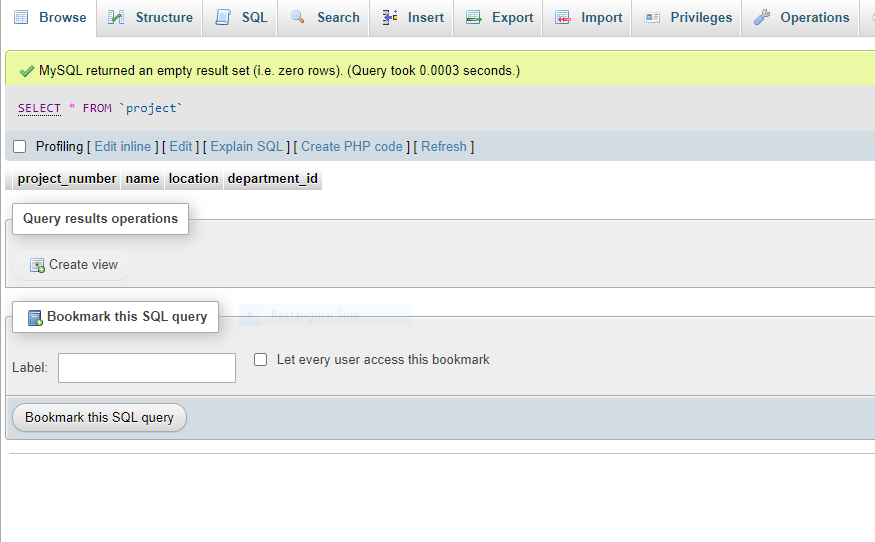 Browse Structure SQL Search Insert Export Import Privileges Operations
MySQL returned an empty result set (i.e. zero rows). (Query took 0.0003 seconds.)
SELECT * FROM `project`
Profiling [ Edit inline ] [ Edit ] [ Explain SQL ] [ Create PHP code ] [ Refresh ]
project_number name location department_id
Query results operations
Create view
Bookmark this SQL query Rectangular Snip
Label: Let every user access this bookmark
Bookmark this SQL query